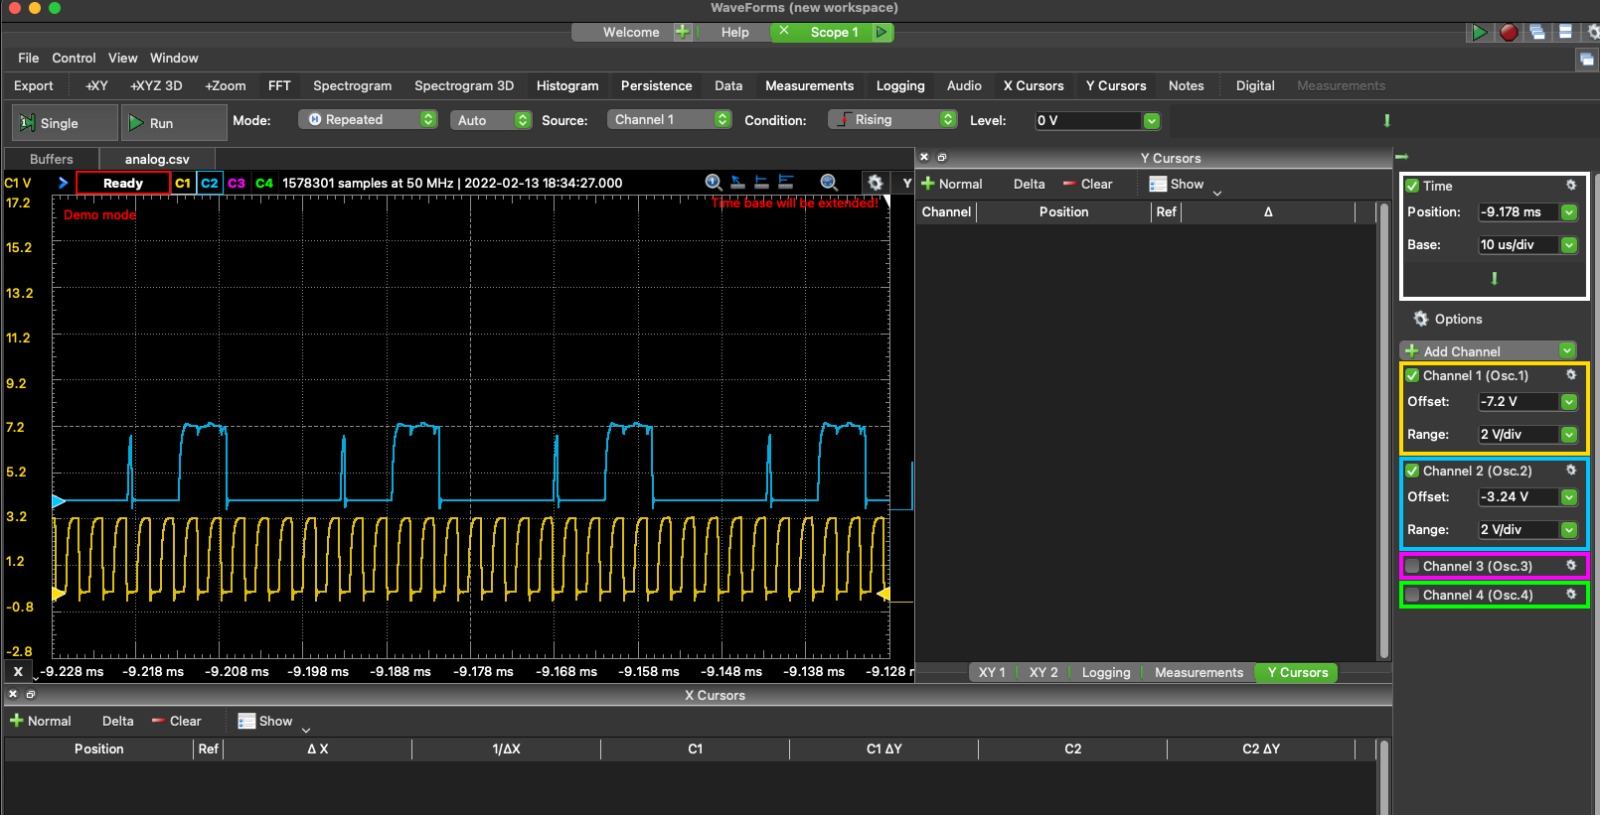 WaveForms (new workspace)
Welcome
Help
Scope 1
File Control View Window
Export +XY +XYZ 3D +Zoom FFT Spectrogram Spectrogram 3D Histogram Persistence Data Measurements Logging Audio X Cursors Y Cursors Notes Digital Measurements
Single Run Mode: Repeated Auto Source: Channel 1 Condition: Rising Level: 0 V
Buffers analog.csv
C1 V Ready C1 C2 C3 C4 1578301 samples at 50 MHz | 2022-02-13 18:34:27.000 Y
Demo mode
Time base will be extended!
17.2
15.2
13.2
11.2
9.2
7.2
5.2
3.2
1.2
-0.8
-2.8
X -9.228 ms -9.218 ms -9.208 ms -9.198 ms -9.188 ms -9.178 ms -9.168 ms -9.158 ms -9.148 ms -9.138 ms -9.128 r
Y Cursors
Normal Delta Clear Show
Channel Position Ref Δ
XY 1 XY 2 Logging Measurements Y Cursors
Time
Position: -9.178 ms
Base: 10 us/div
Options
Add Channel
Channel 1 (Osc.1)
Offset: -7.2 V
Range: 2 V/div
Channel 2 (Osc.2)
Offset: -3.24 V
Range: 2 V/div
Channel 3 (Osc.3)
Channel 4 (Osc.4)
X Cursors
Normal Delta Clear Show
Position Ref Δ X 1/ΔX C1 C1 ΔY C2 C2 ΔY